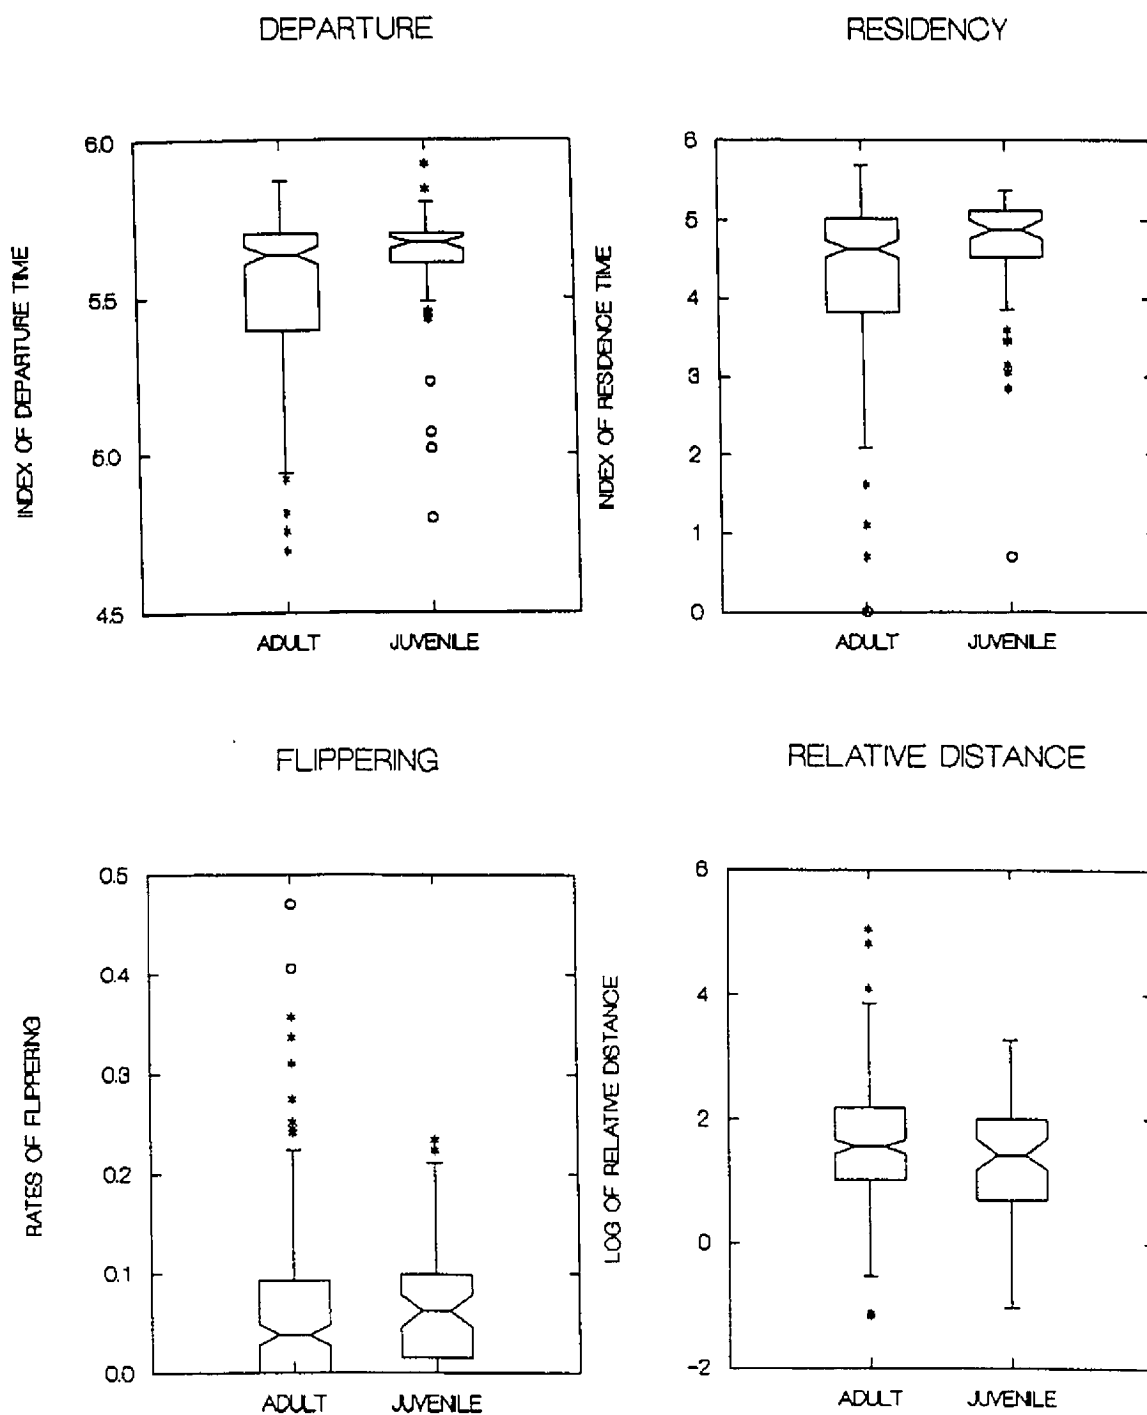 DEPARTURE
6.0
5.5
5.0
4.5
INDEX OF DEPARTURE TIME
ADULT JUVENILE
RESIDENCY
6
5
4
3
2
1
0
INDEX OF RESIDENCE TIME
ADULT JUVENILE
FLIPPERING
0.5
0.4
0.3
0.2
0.1
0.0
RATES OF FLIPPERING
ADULT JUVENILE
RELATIVE DISTANCE
6
4
2
0
-2
LOG OF RELATIVE DISTANCE
ADULT JUVENILE